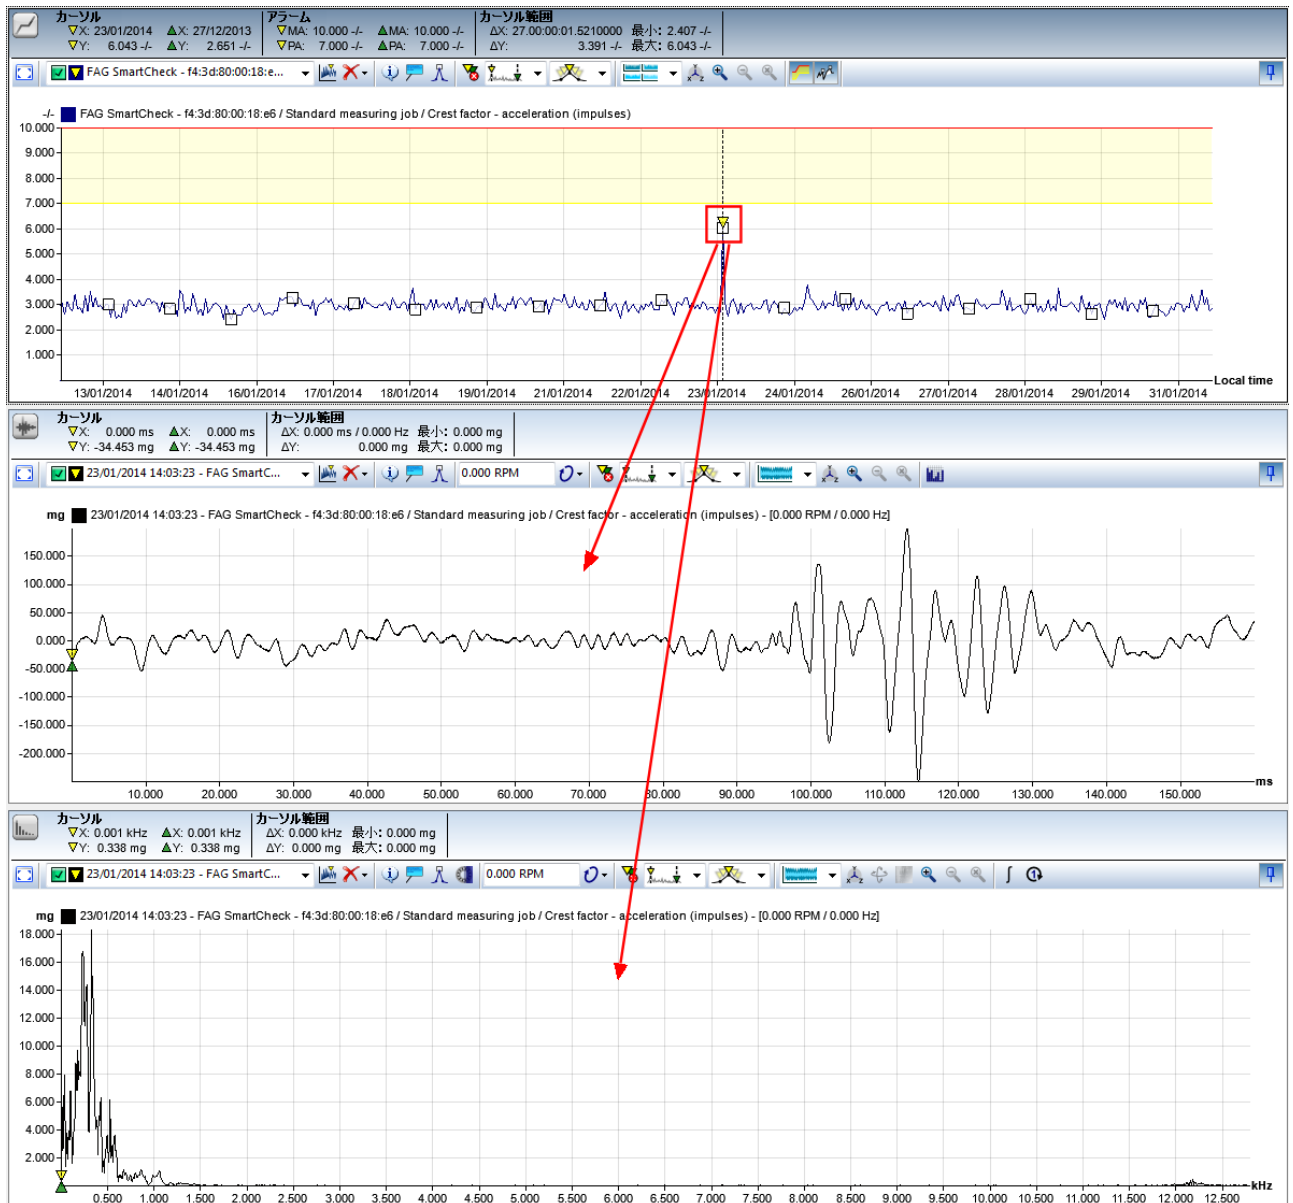 カーソル アラーム カーソル範囲
X: 23/01/2014 X: 27/12/2013 MA: 10.000 -/- MA: 10.000 -/- ΔX: 27.00:00:01.5210000 最小: 2.407 -/-
Y: 6.043 -/- Y: 2.651 -/- PA: 7.000 -/- PA: 7.000 -/- ΔY: 3.391 -/- 最大: 6.043 -/-
FAG SmartCheck - f4:3d:80:00:18:e...
-/- FAG SmartCheck - f4:3d:80:00:18:e6 / Standard measuring job / Crest factor - acceleration (impulses)
10.000
9.000
8.000
7.000
6.000
5.000
4.000
3.000
2.000
1.000
Local time
13/01/2014 14/01/2014 16/01/2014 17/01/2014 18/01/2014 19/01/2014 21/01/2014 22/01/2014 23/01/2014 24/01/2014 26/01/2014 27/01/2014 28/01/2014 29/01/2014 31/01/2014
カーソル カーソル範囲
X: 0.000 ms X: 0.000 ms ΔX: 0.000 ms / 0.000 Hz 最小: 0.000 mg
Y: -34.453 mg Y: -34.453 mg ΔY: 0.000 mg 最大: 0.000 mg
23/01/2014 14:03:23 - FAG SmartC... 0.000 RPM
mg 23/01/2014 14:03:23 - FAG SmartCheck - f4:3d:80:00:18:e6 / Standard measuring job / Crest factor - acceleration (impulses) - [0.000 RPM / 0.000 Hz]
150.000
100.000
50.000
0.000
-50.000
-100.000
-150.000
-200.000
ms
10.000 20.000 30.000 40.000 50.000 60.000 70.000 80.000 90.000 100.000 110.000 120.000 130.000 140.000 150.000
カーソル カーソル範囲
X: 0.001 kHz X: 0.001 kHz ΔX: 0.000 kHz 最小: 0.000 mg
Y: 0.338 mg Y: 0.338 mg ΔY: 0.000 mg 最大: 0.000 mg
23/01/2014 14:03:23 - FAG SmartC... 0.000 RPM
mg 23/01/2014 14:03:23 - FAG SmartCheck - f4:3d:80:00:18:e6 / Standard measuring job / Crest factor - acceleration (impulses) - [0.000 RPM / 0.000 Hz]
18.000
16.000
14.000
12.000
10.000
8.000
6.000
4.000
2.000
kHz
0.500 1.000 1.500 2.000 2.500 3.000 3.500 4.000 4.500 5.000 5.500 6.000 6.500 7.000 7.500 8.000 8.500 9.000 9.500 10.000 10.500 11.000 11.500 12.000 12.500